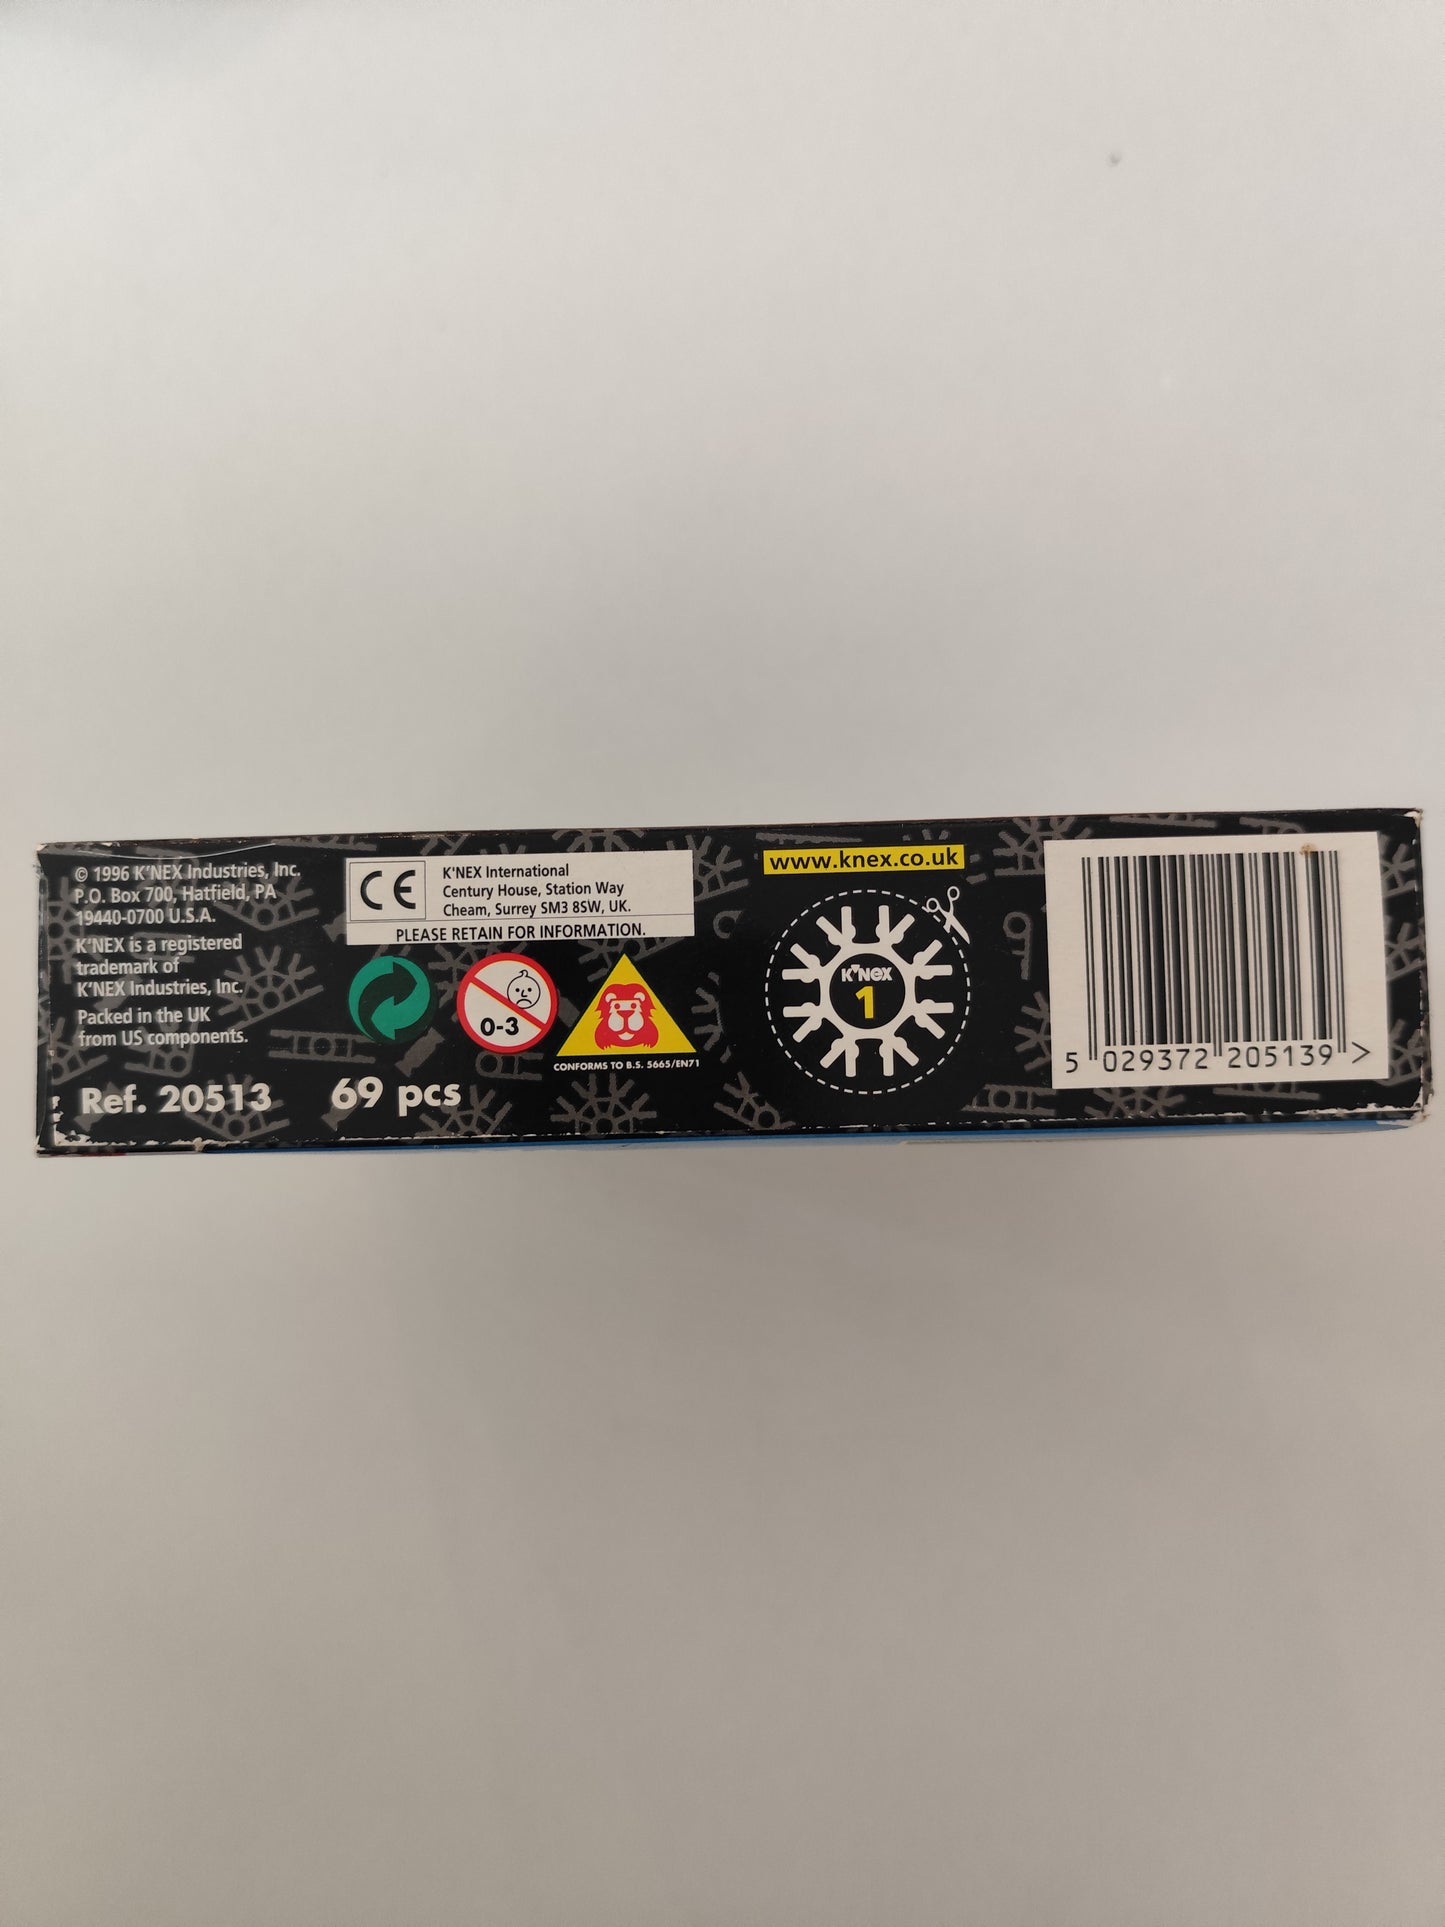 © 1996 K'NEX Industries, Inc.
P.O. Box 700, Hatfield, PA
19440-0700 U.S.A.
K'NEX is a registered
trademark of
K'NEX Industries, Inc.
Packed in the UK
from US components.
Ref. 20513
69 pcs
CE
K'NEX International
Century House, Station Way
Cheam, Surrey SM3 8SW, UK.
PLEASE RETAIN FOR INFORMATION.
0-3
CONFORMS TO B.S. 5665/EN71
www.knex.co.uk
K'NEX
1
5 029372 205139 >